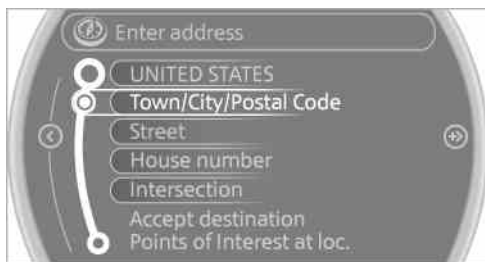 Enter address
UNITED STATES
Town/City/Postal Code
Street
House number
Intersection
Accept destination
Points of Interest at loc.